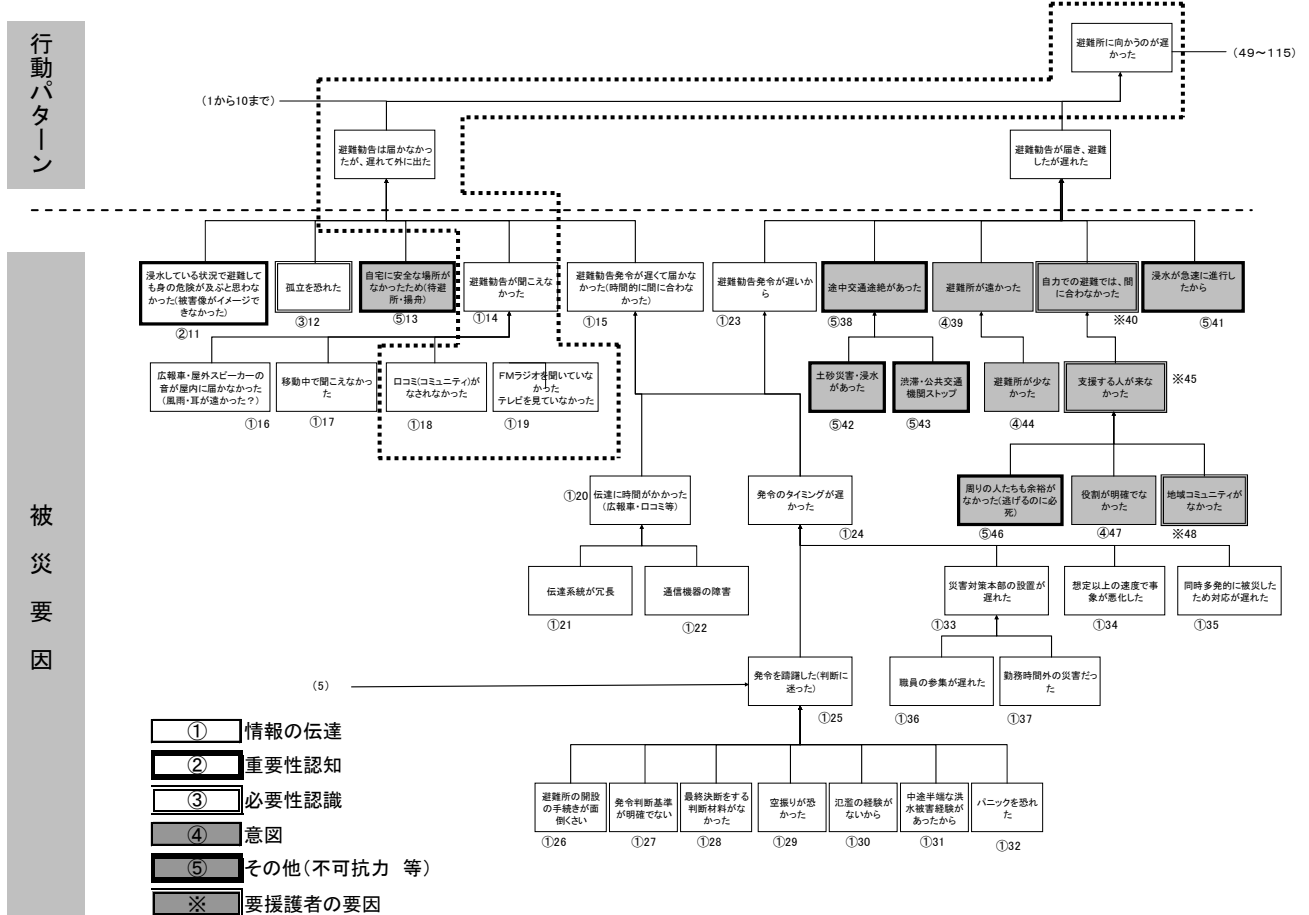 行動パターン
避難所に向かうのが遅
かった
(49~115)
(1から10まで)
避難勧告は届かなかっ
たが、遅れて外に出た
避難勧告が届き、避難
したが遅れた
被災要因
浸水している状況で避難して
も身の危険が及ぶと思わな
かった(被害像がイメージで
きなかった)
②11
孤立を恐れた
③12
自宅に安全な場所が
なかったため(待避
所・揚舟)
⑤13
避難勧告が聞こえな
かった
①14
避難勧告発令が遅くて届かな
かった(時間的に間に合わな
かった)
①15
避難勧告発令が遅いか
ら
①23
途中交通途絶があった
⑤38
避難所が遠かった
④39
自力での避難では、間
に合わなかった
※40
浸水が急速に進行し
たから
⑤41
広報車・屋外スピーカーの
音が屋内に届かなかった
(風雨・耳が遠かった?)
①16
移動中で聞こえなかっ
た
①17
口コミ(コミュニティ)が
なされなかった
①18
FMラジオを聞いていな
かった
テレビを見ていなかった
①19
土砂災害・浸水
があった
⑤42
渋滞・公共交通
機関ストップ
⑤43
避難所が少な
かった
④44
支援する人が来な
かった
※45
①20
伝達に時間がかかった
(広報車・口コミ等)
発令のタイミングが遅
かった
①24
周りの人たちも余裕が
なかった(逃げるのに必
死)
⑤46
役割が明確でな
かった
④47
地域コミュニティが
なかった
※48
伝達系統が冗長
①21
通信機器の障害
①22
災害対策本部の設置が
遅れた
①33
想定以上の速度で事
象が悪化した
①34
同時多発的に被災した
ため対応が遅れた
①35
(5)
発令を躊躇した(判断に
迷った)
①25
職員の参集が遅れた
①36
勤務時間外の災害だっ
た
①37
避難所の開設
の手続きが面
倒くさい
①26
発令判断基準
が明確でない
①27
最終決断をする
判断材料がな
かった
①28
空振りが恐
かった
①29
氾濫の経験が
ないから
①30
中途半端な洪
水被害経験が
あったから
①31
パニックを恐れ
た
①32
① 情報の伝達
② 重要性認知
③ 必要性認識
④ 意図
⑤ その他(不可抗力 等)
※ 要援護者の要因